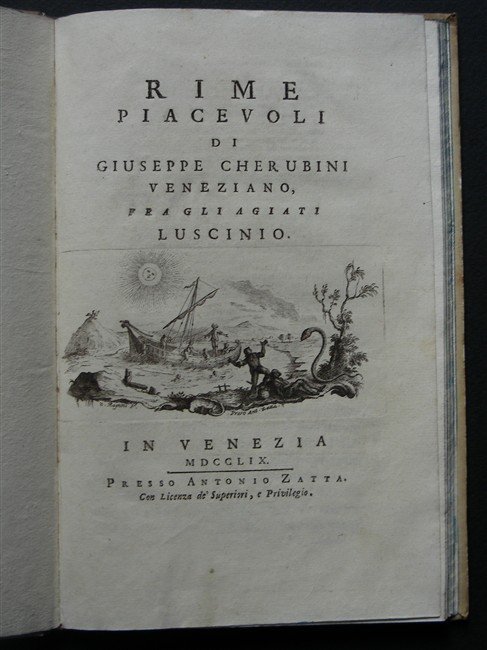 RIME
PIACEVOLI
DI
GIUSEPPE CHERUBINI
VENEZIANO,
FRA GLI AGIATI
LUSCINIO.
IN VENEZIA
MDCCLIX.
PRESSO ANTONIO ZATTA.
Con Licenza de' Superiori, e Privilegio.